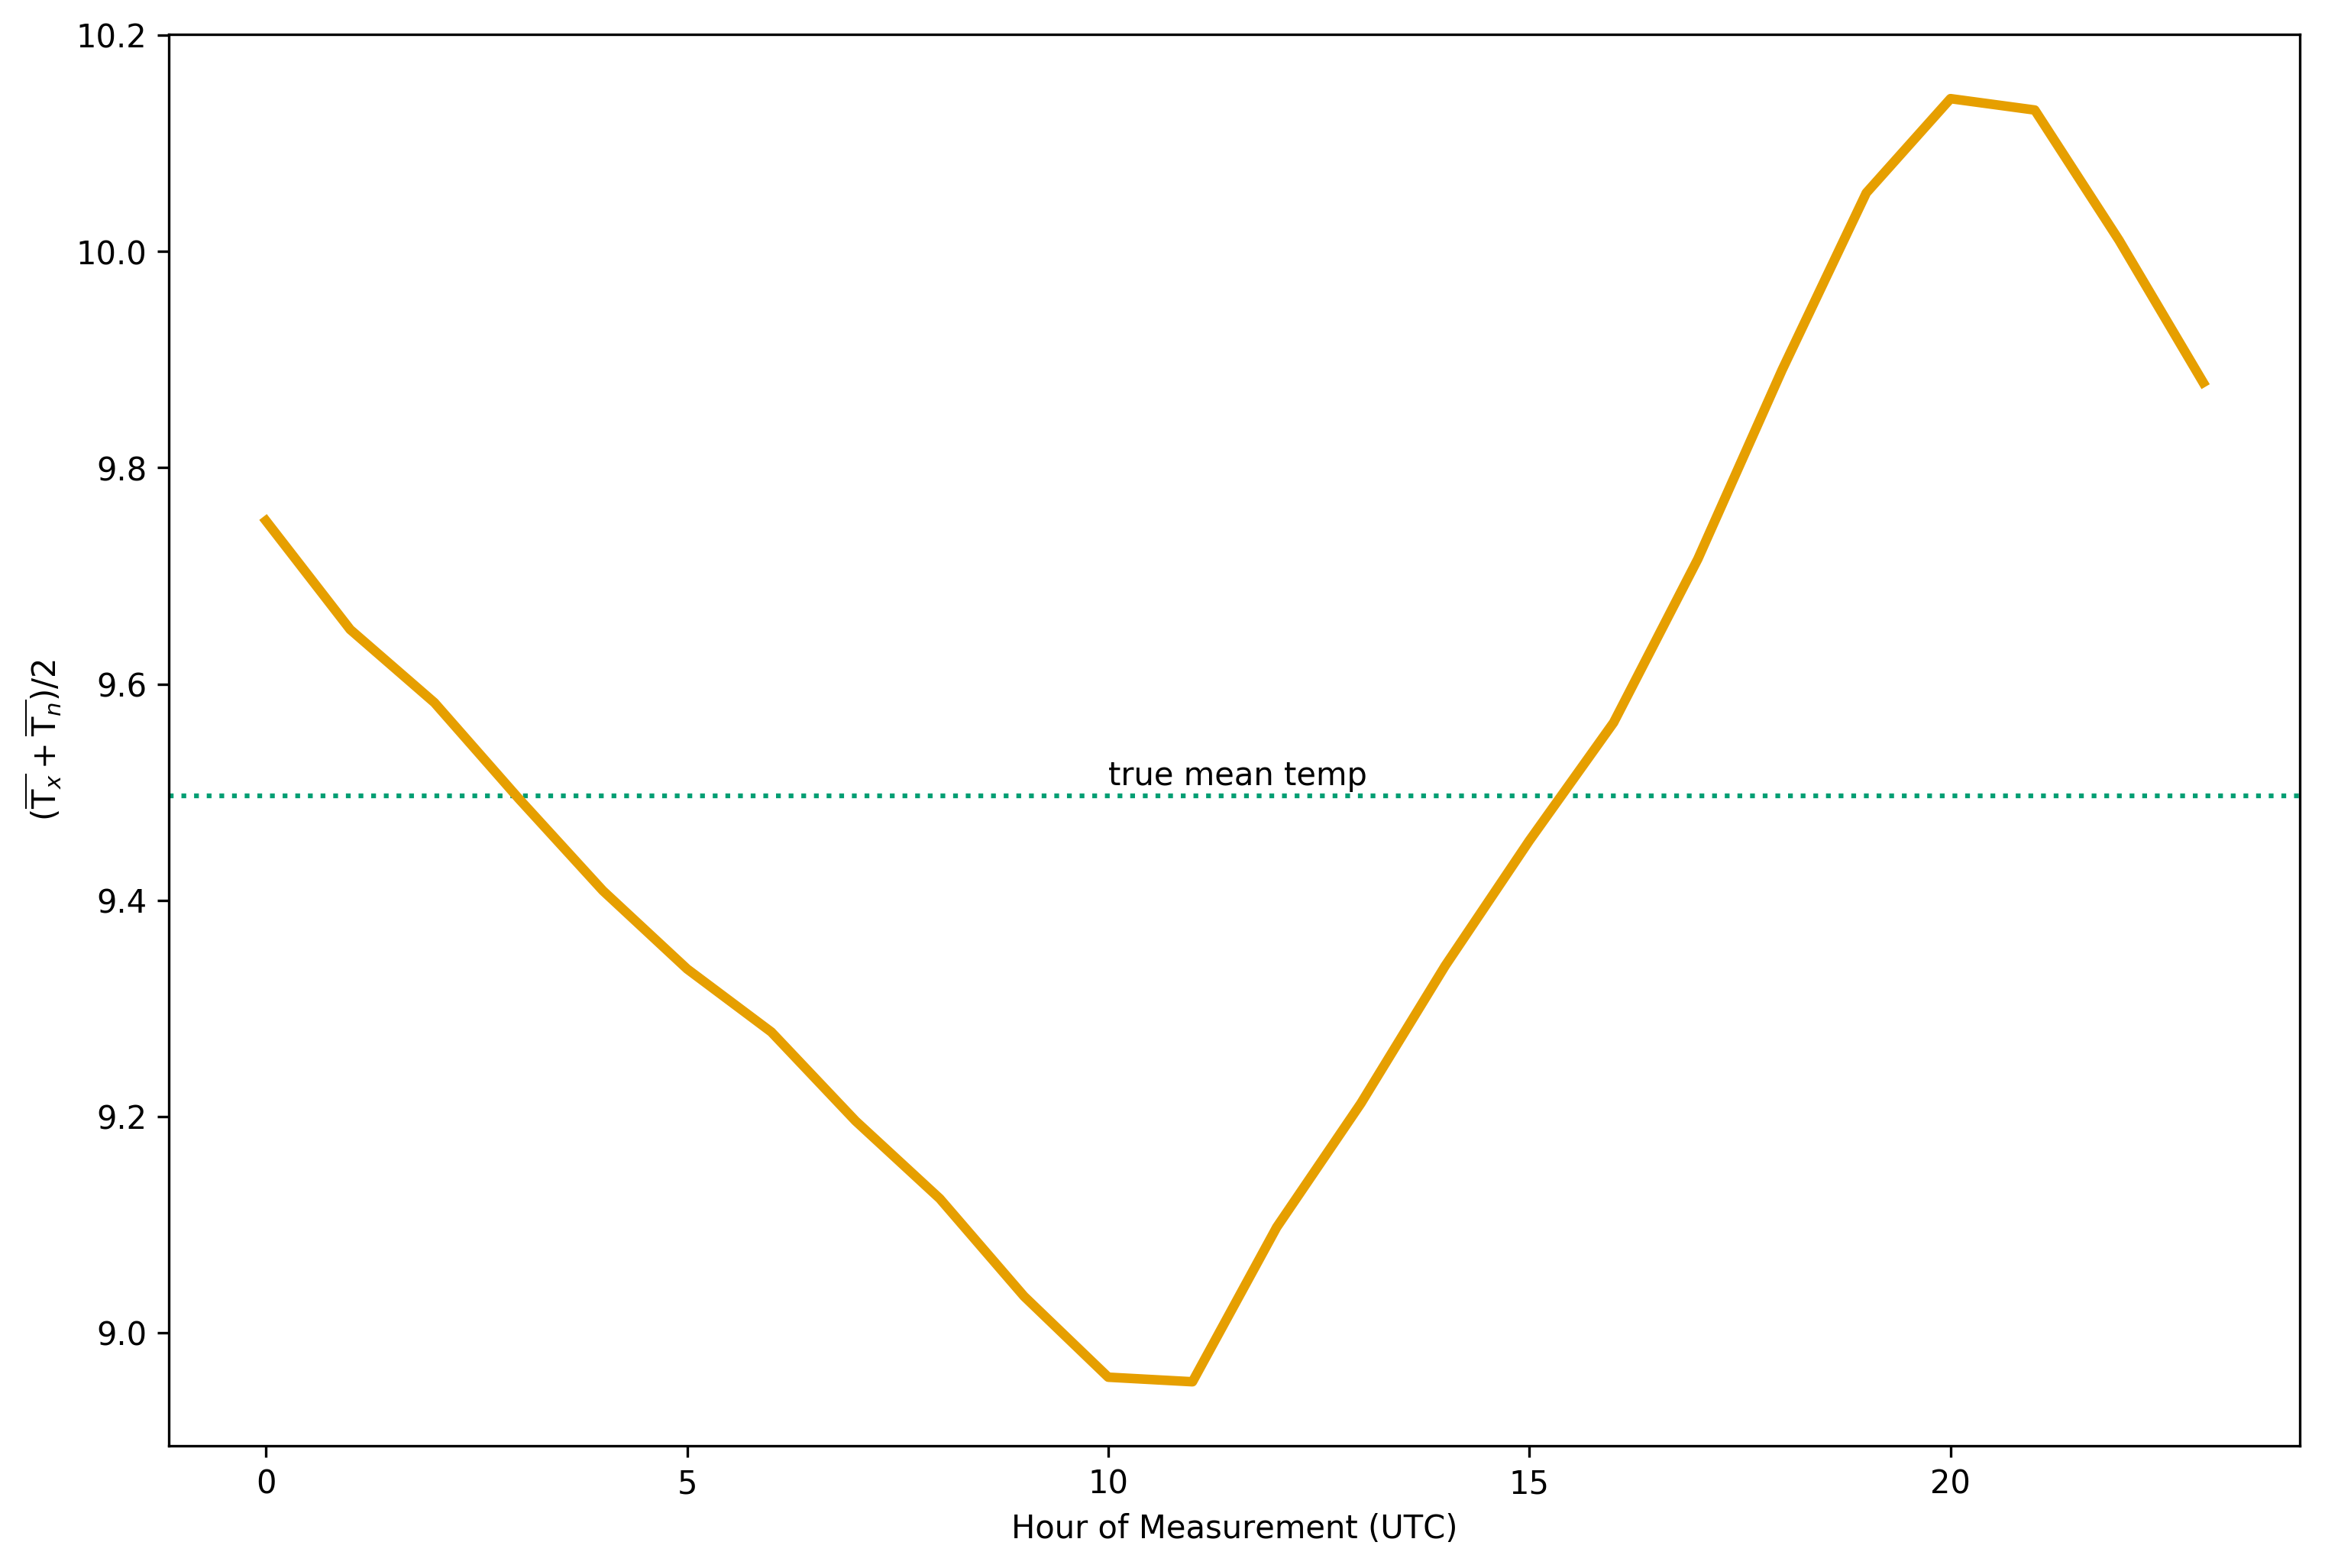 10.2
10.0
9.8
9.6
9.4
9.2
9.0
(T̅ₓ + T̅ₙ)/2
true mean temp
0 5 10 15 20
Hour of Measurement (UTC)